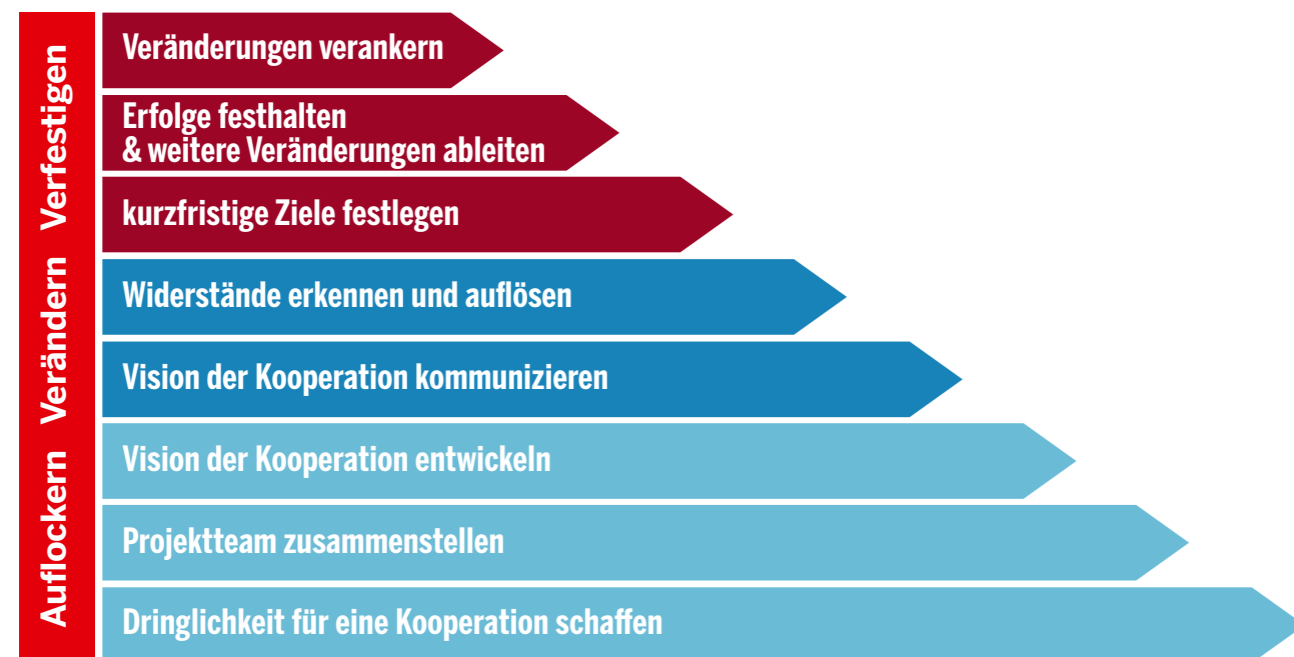 Verfestigen
Verändern
Auflockern
Veränderungen verankern
Erfolge festhalten
& weitere Veränderungen ableiten
kurzfristige Ziele festlegen
Widerstände erkennen und auflösen
Vision der Kooperation kommunizieren
Vision der Kooperation entwickeln
Projektteam zusammenstellen
Dringlichkeit für eine Kooperation schaffen